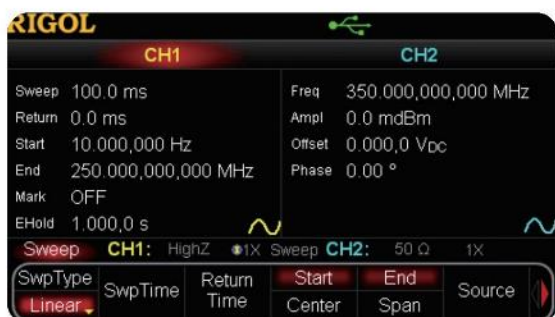 RIGOL
CH1 CH2
Sweep 100.0 ms
Return 0.0 ms
Start 10.000,000 Hz
End 250.000,000,000 MHz
Mark OFF
EHold 1.000,0 s
Freq 350.000,000,000 MHz
Ampl 0.0 mdBm
Offset 0.000,0 VDC
Phase 0.00 °
Sweep CH1: HighZ 1X Sweep CH2: 50 Ω 1X
SwpType SwpTime Return Time Start End Source
Linear Center Span